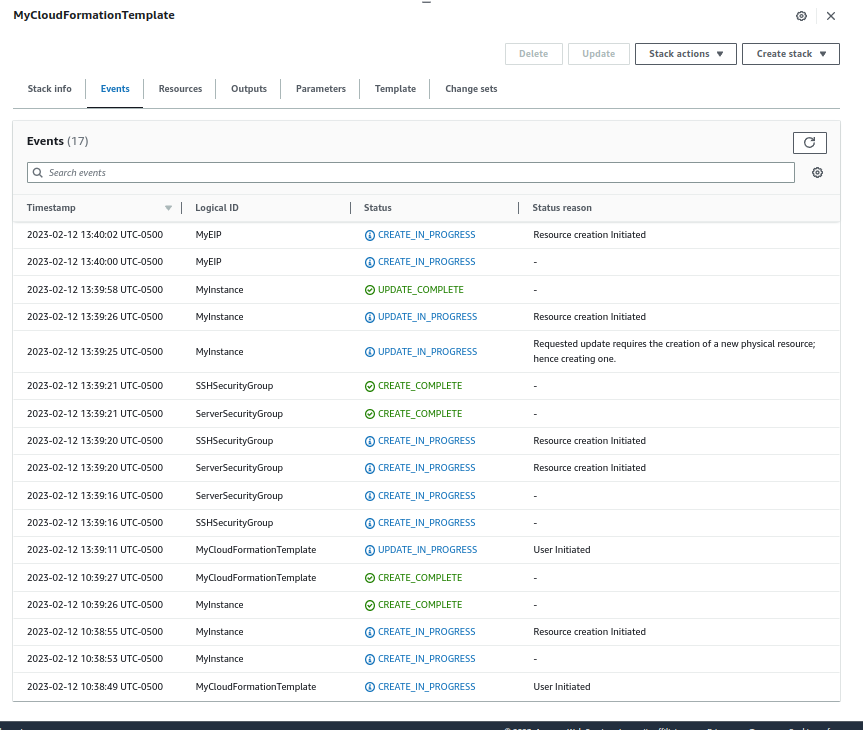 MyCloudFormationTemplate
Delete Update Stack actions Create stack
Stack info Events Resources Outputs Parameters Template Change sets
Events (17)
Search events
Timestamp Logical ID Status Status reason
2023-02-12 13:40:02 UTC-0500 MyEIP CREATE_IN_PROGRESS Resource creation Initiated
2023-02-12 13:40:00 UTC-0500 MyEIP CREATE_IN_PROGRESS -
2023-02-12 13:39:58 UTC-0500 MyInstance UPDATE_COMPLETE -
2023-02-12 13:39:26 UTC-0500 MyInstance UPDATE_IN_PROGRESS Resource creation Initiated
2023-02-12 13:39:25 UTC-0500 MyInstance UPDATE_IN_PROGRESS Requested update requires the creation of a new physical resource;
hence creating one.
2023-02-12 13:39:21 UTC-0500 SSHSecurityGroup CREATE_COMPLETE -
2023-02-12 13:39:21 UTC-0500 ServerSecurityGroup CREATE_COMPLETE -
2023-02-12 13:39:20 UTC-0500 SSHSecurityGroup CREATE_IN_PROGRESS Resource creation Initiated
2023-02-12 13:39:20 UTC-0500 ServerSecurityGroup CREATE_IN_PROGRESS Resource creation Initiated
2023-02-12 13:39:16 UTC-0500 ServerSecurityGroup CREATE_IN_PROGRESS -
2023-02-12 13:39:16 UTC-0500 SSHSecurityGroup CREATE_IN_PROGRESS -
2023-02-12 13:39:11 UTC-0500 MyCloudFormationTemplate UPDATE_IN_PROGRESS User Initiated
2023-02-12 10:39:27 UTC-0500 MyCloudFormationTemplate CREATE_COMPLETE -
2023-02-12 10:39:26 UTC-0500 MyInstance CREATE_COMPLETE -
2023-02-12 10:38:55 UTC-0500 MyInstance CREATE_IN_PROGRESS Resource creation Initiated
2023-02-12 10:38:53 UTC-0500 MyInstance CREATE_IN_PROGRESS -
2023-02-12 10:38:49 UTC-0500 MyCloudFormationTemplate CREATE_IN_PROGRESS User Initiated